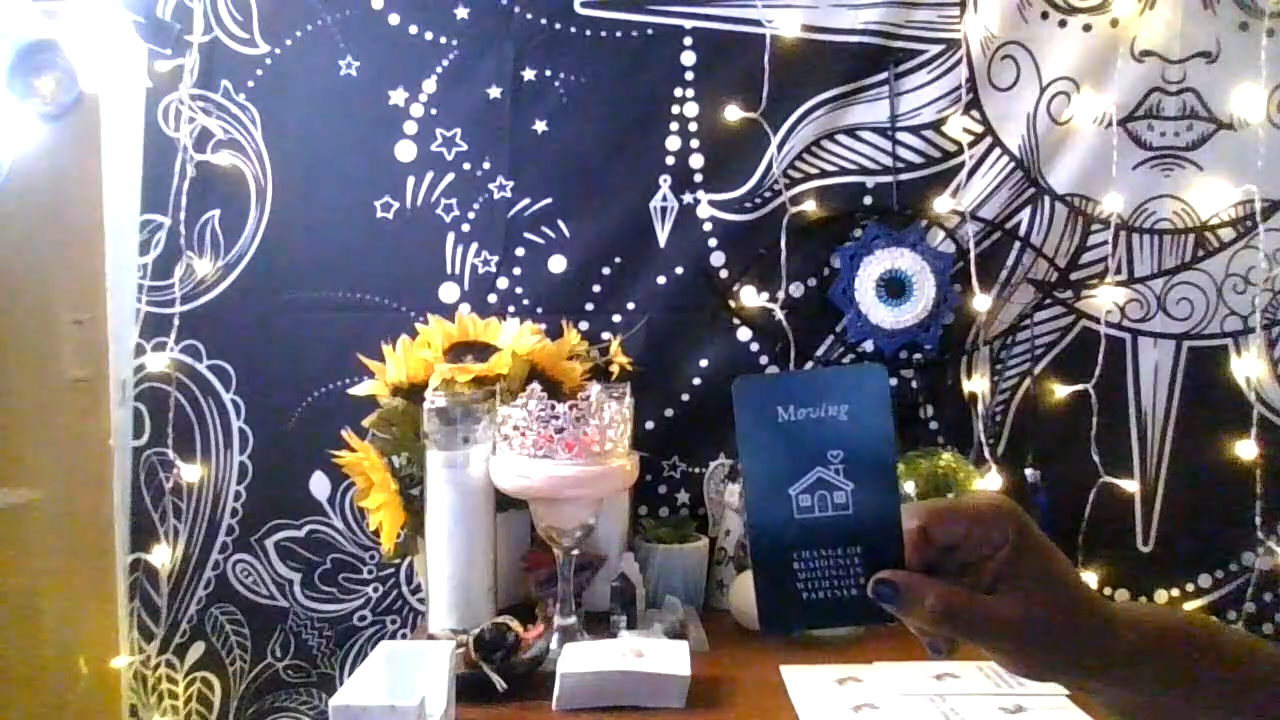 Moving
CHANGE OF
RESIDENCE
MOVING IN
WITH YOUR
PARTNER